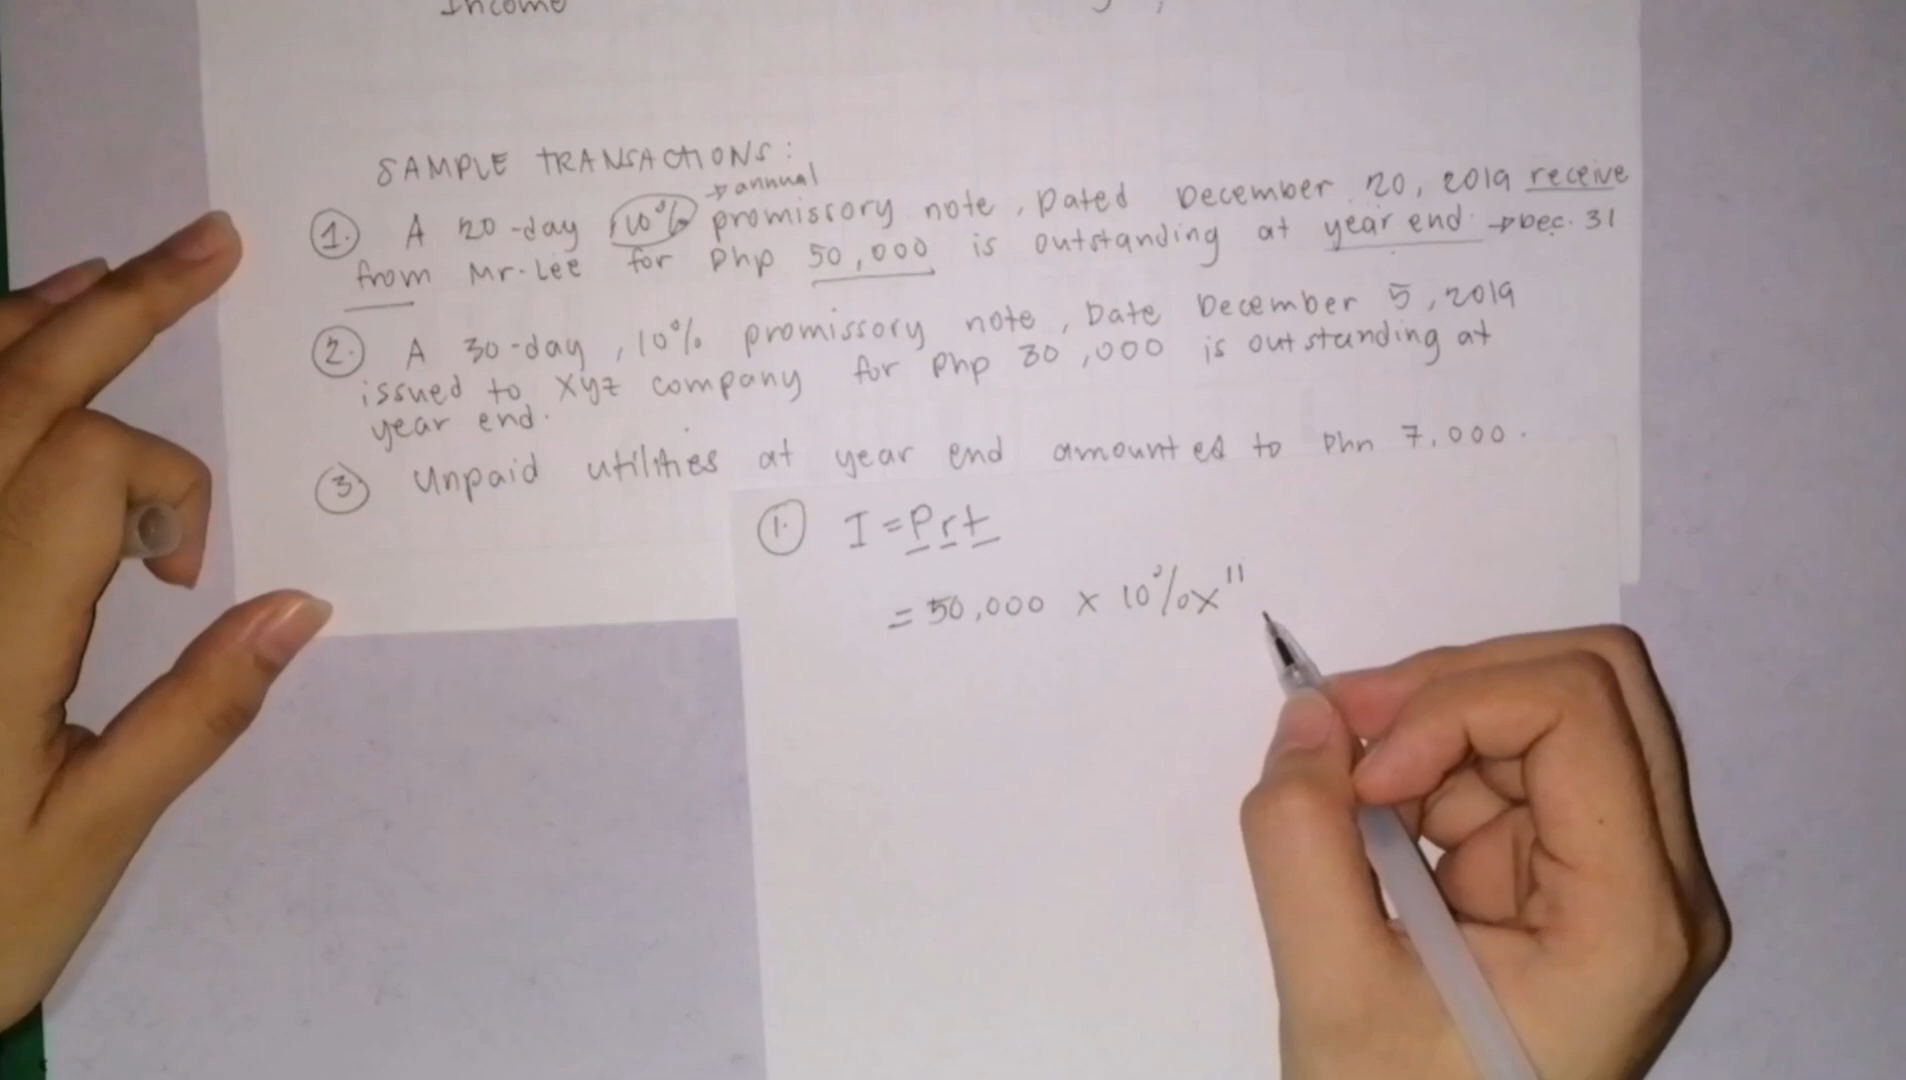 Income
SAMPLE TRANSACTIONS:
→ annual
1. A 20-day, 10% promissory note, Dated December 20, 2019 receive
from Mr. Lee for Php 50,000 is outstanding at year end. → Dec. 31
2. A 30-day, 10% promissory note, Date December 5, 2019
issued to XYZ company for Php 30,000 is outstanding at
year end.
3 Unpaid utilities at year end amounted to Php 7,000.
1. I = Prt
= 50,000 x 10% x 11